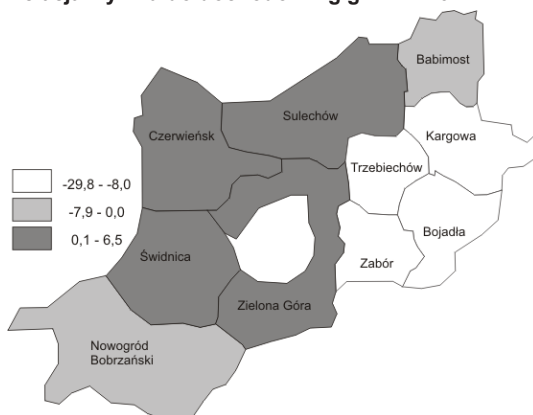 Babimost
Sulechów
Czerwieńsk
Kargowa
Trzebiechów
-29,8 - -8,0
-7,9 - 0,0
0,1 - 6,5
Bojadła
Świdnica
Zabór
Zielona Góra
Nowogród
Bobrzański